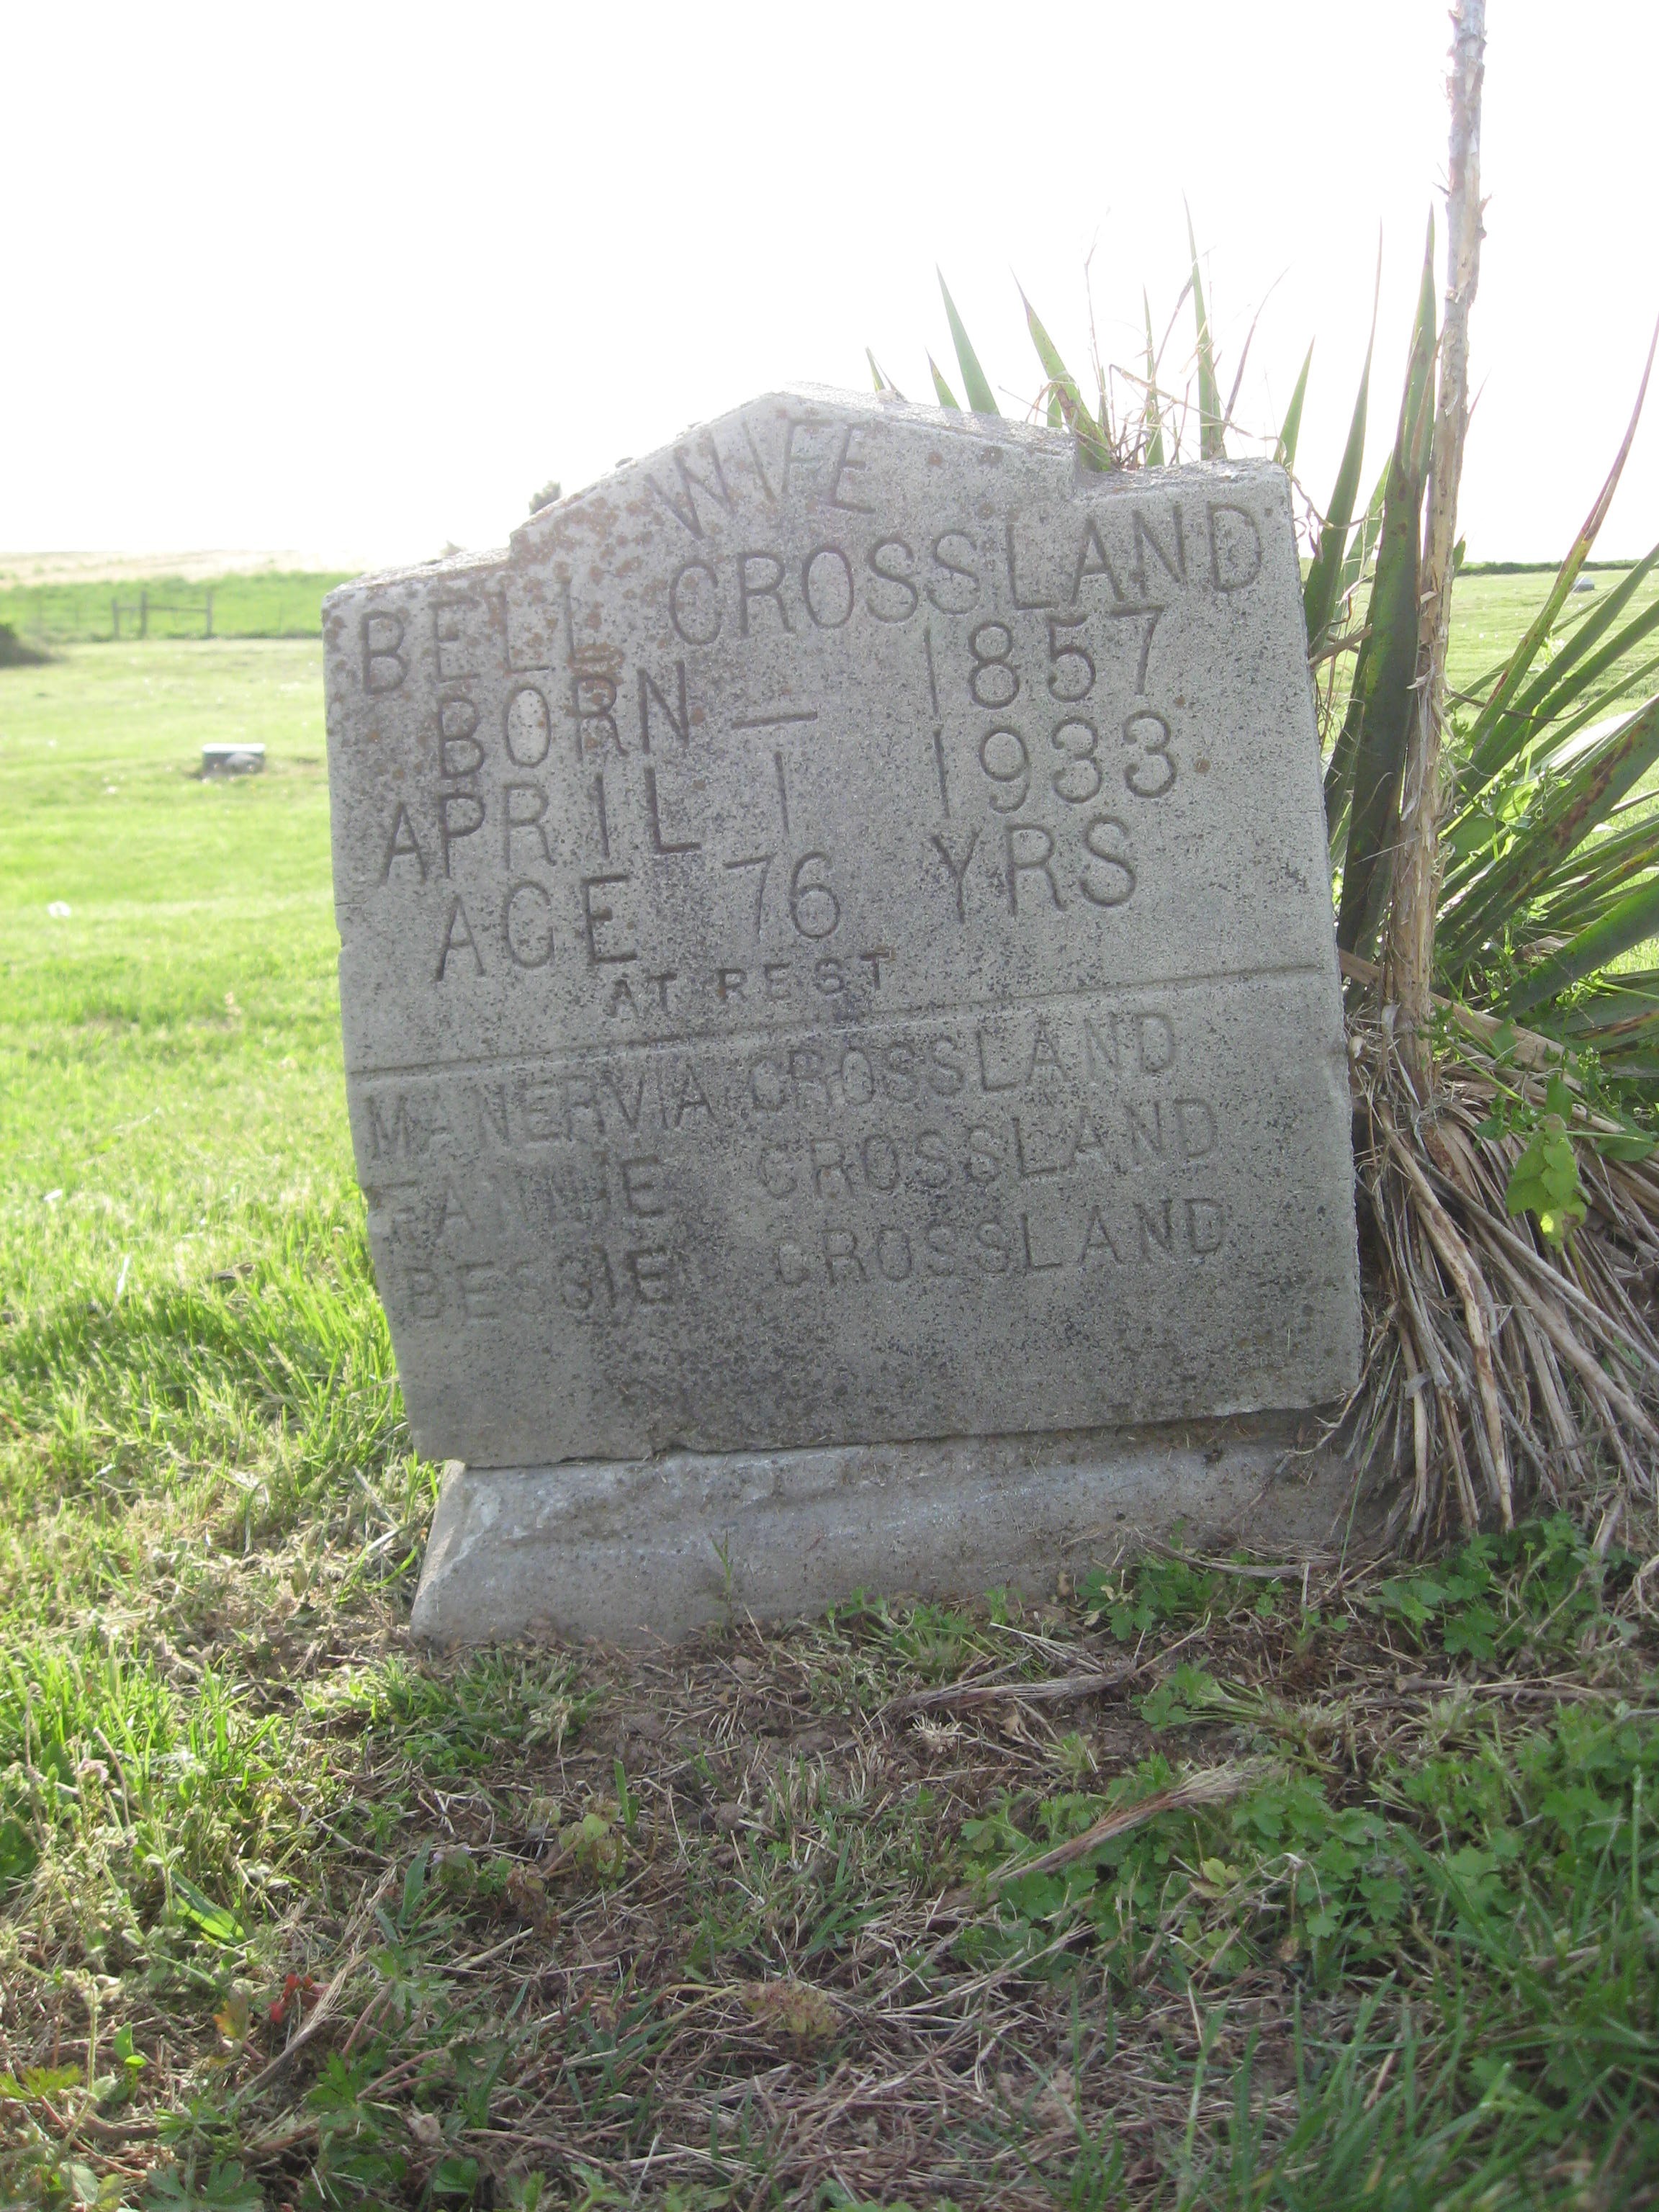 WIFE
BELL CROSSLAND
BORN — 1857
APRIL 1 1933
AGE 76 YRS
AT REST
MANERVIA CROSSLAND
FANNIE CROSSLAND
BESSIE CROSSLAND